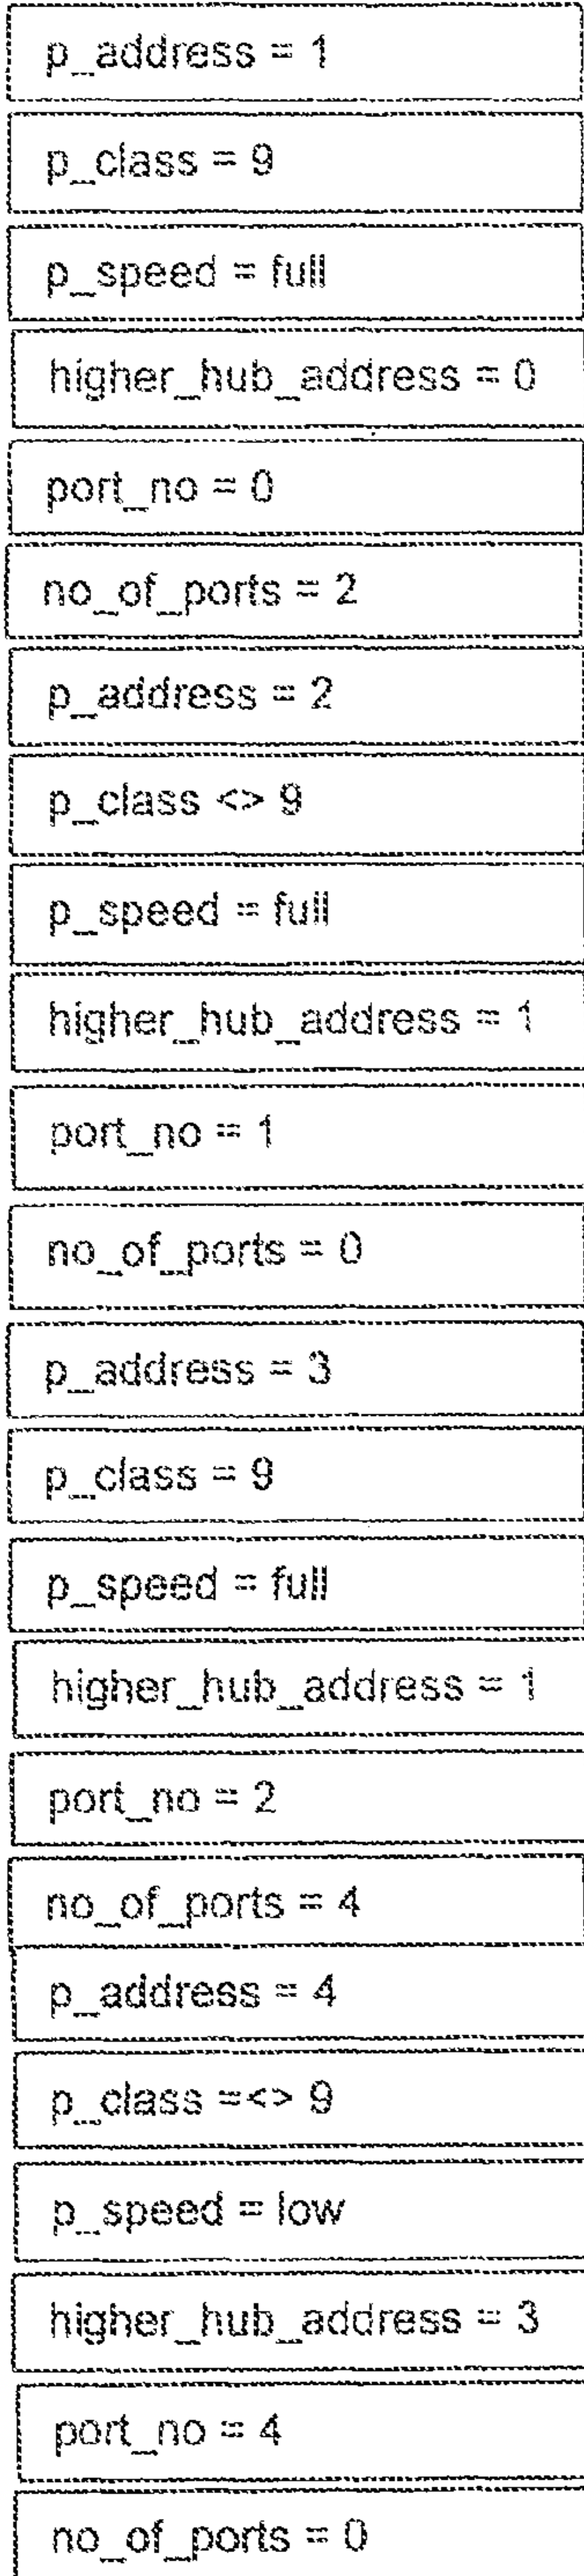 p_address = 1
p_class = 9
p_speed = full
higher_hub_address = 0
port_no = 0
no_of_ports = 2
p_address = 2
p_class <> 9
p_speed = full
higher_hub_address = 1
port_no = 1
no_of_ports = 0
p_address = 3
p_class = 9
p_speed = full
higher_hub_address = 1
port_no = 2
no_of_ports = 4
p_address = 4
p_class =<> 9
p_speed = low
higher_hub_address = 3
port_no = 4
no_of_ports = 0